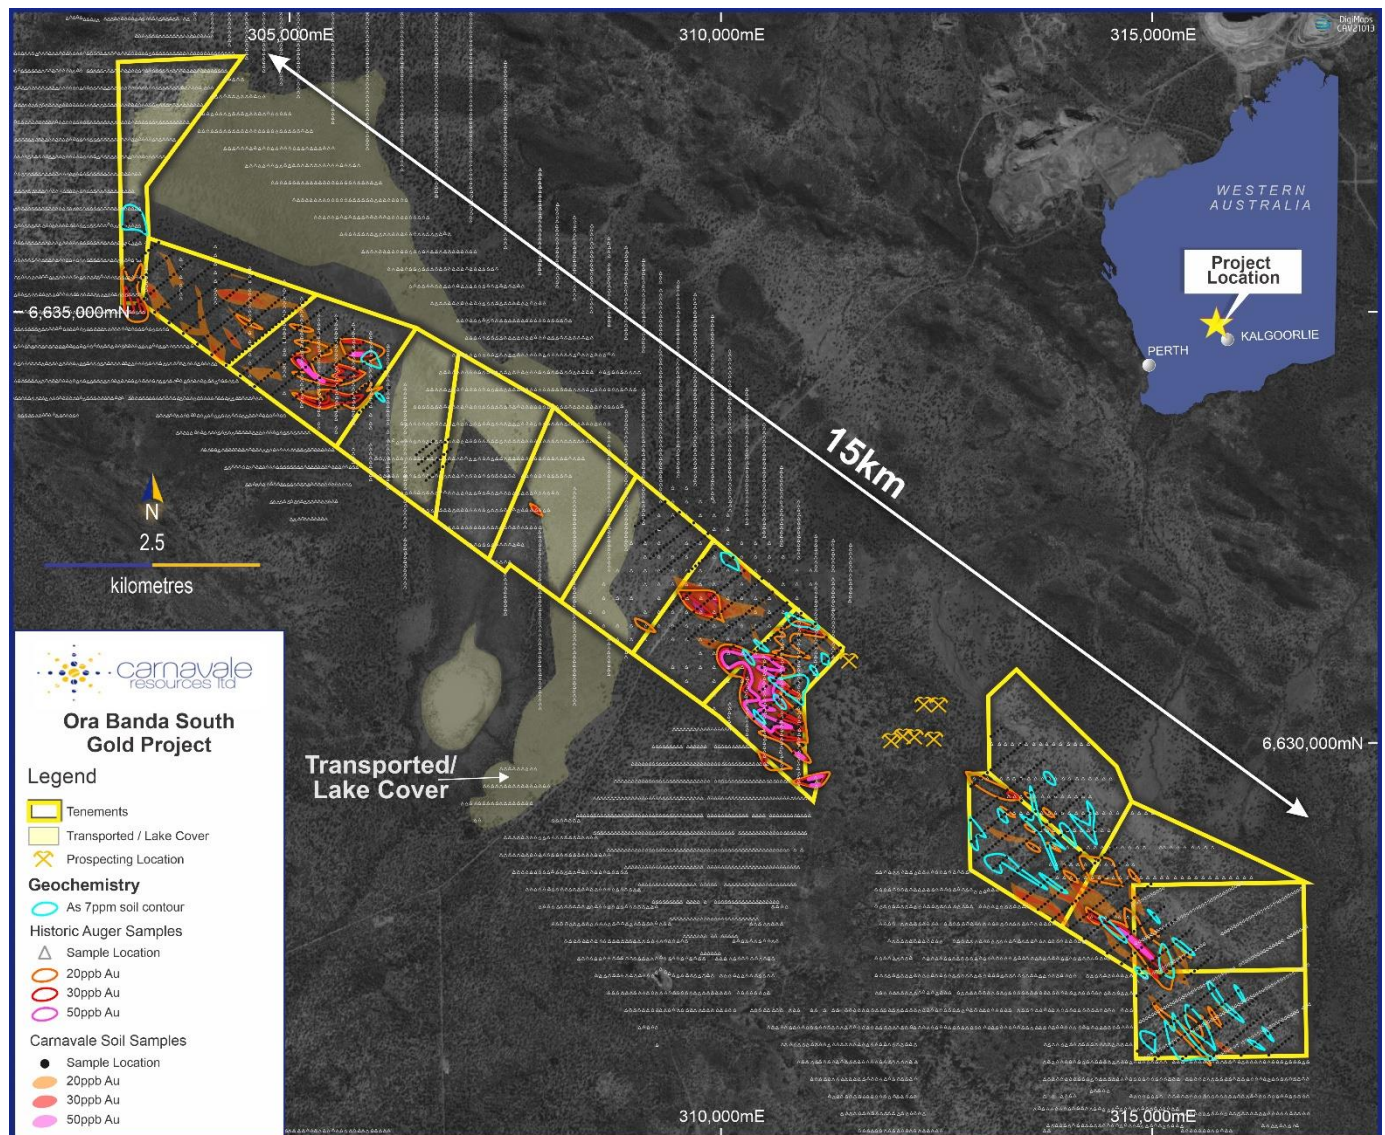 305,000mE
310,000mE
315,000mE
DigiMaps
CAV21013
WESTERN
AUSTRALIA
Project
Location
KALGOORLIE
PERTH
6,635,000mN
15km
N
2.5
kilometres
carnavale
resources ltd
Ora Banda South
Gold Project
Legend
Tenements
Transported / Lake Cover
Prospecting Location
Geochemistry
As 7ppm soil contour
Historic Auger Samples
Sample Location
20ppb Au
30ppb Au
50ppb Au
Carnavale Soil Samples
Sample Location
20ppb Au
30ppb Au
50ppb Au
Transported/
Lake Cover
6,630,000mN
310,000mE
315,000mE